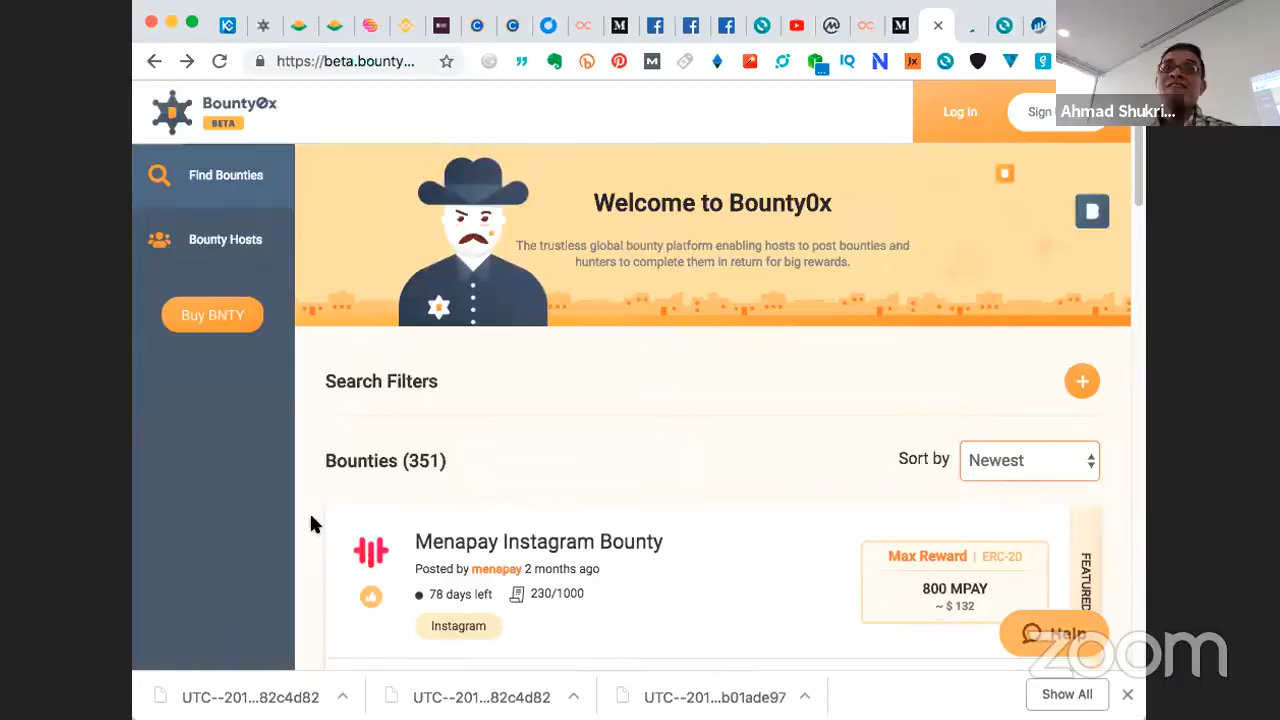 https://beta.bounty...
Bounty0x
BETA
Log In
Sign
Ahmad Shukri...
Find Bounties
Bounty Hosts
Buy BNTY
Welcome to Bounty0x
The trustless global bounty platform enabling hosts to post bounties and
hunters to complete them in return for big rewards.
Search Filters
Bounties (351)
Sort by
Newest
Menapay Instagram Bounty
Posted by menapay 2 months ago
78 days left
230/1000
Instagram
Max Reward | ERC-20
800 MPAY
~ $ 132
FEATURED
Help
zoom
UTC--201...82c4d82
UTC--201...82c4d82
UTC--201...b01ade97
Show All